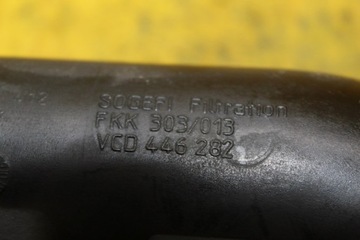 SOGEFI Filtration
FKK 303/013
VCD 446 282